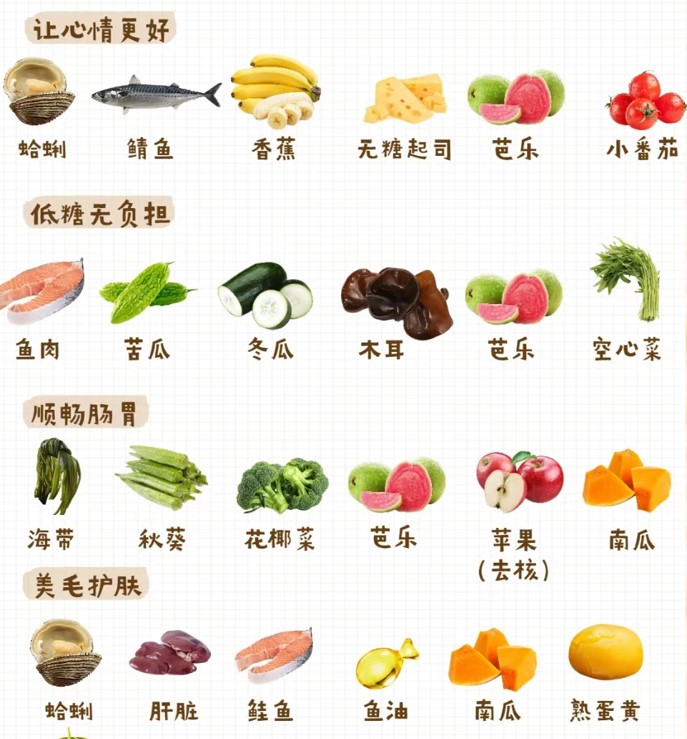 让心情更好
蛤蜊 鲭鱼 香蕉 无糖起司 芭乐 小番茄
低糖无负担
鱼肉 苦瓜 冬瓜 木耳 芭乐 空心菜
顺畅肠胃
海带 秋葵 花椰菜 芭乐 苹果 南瓜
(去核)
美毛护肤
蛤蜊 肝脏 鲑鱼 鱼油 南瓜 熟蛋黄